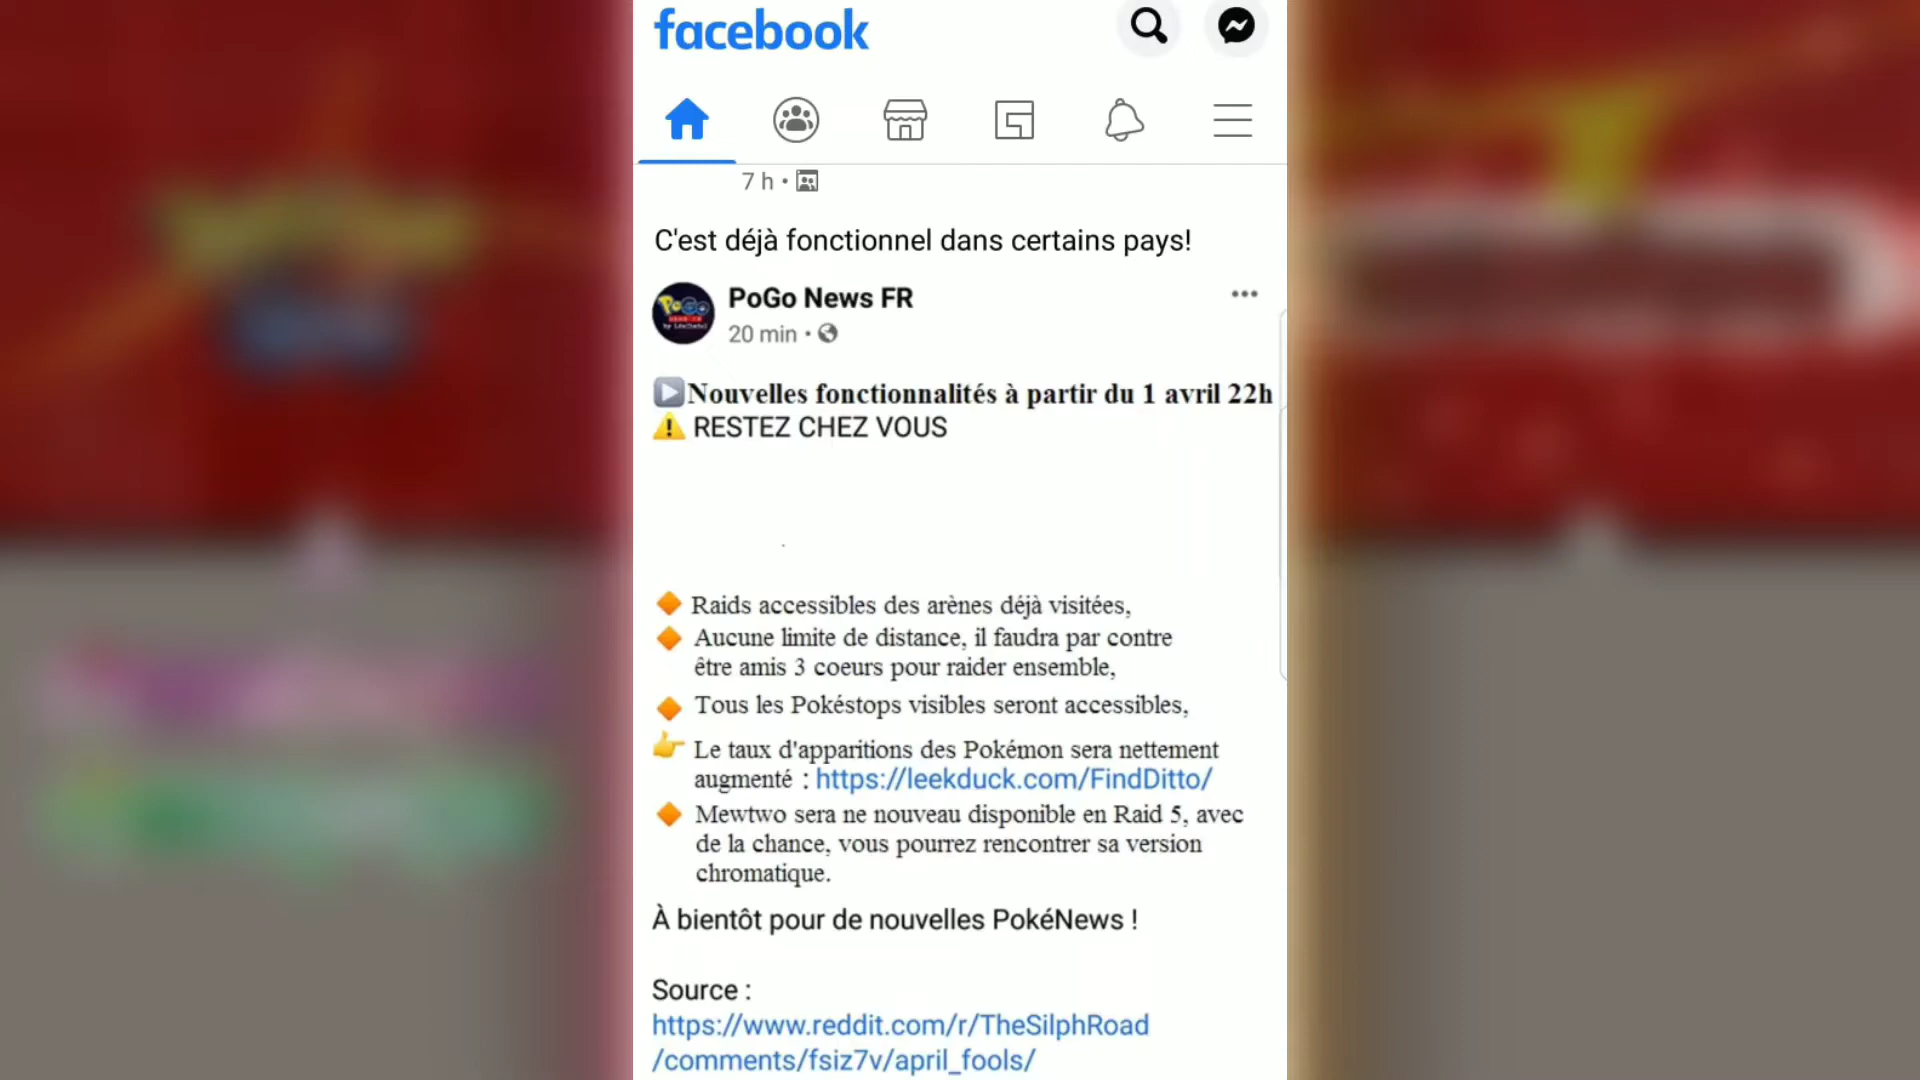 facebook
7 h •
C'est déjà fonctionnel dans certains pays!
PoGo News FR
20 min •
Nouvelles fonctionnalités à partir du 1 avril 22h
RESTEZ CHEZ VOUS
Raids accessibles des arènes déjà visitées,
Aucune limite de distance, il faudra par contre
être amis 3 coeurs pour raider ensemble,
Tous les Pokéstops visibles seront accessibles,
Le taux d'apparitions des Pokémon sera nettement
augmenté : https://leekduck.com/FindDitto/
Mewtwo sera ne nouveau disponible en Raid 5, avec
de la chance, vous pourrez rencontrer sa version
chromatique.
À bientôt pour de nouvelles PokéNews !
Source :
https://www.reddit.com/r/TheSilphRoad
/comments/fsiz7v/april_fools/